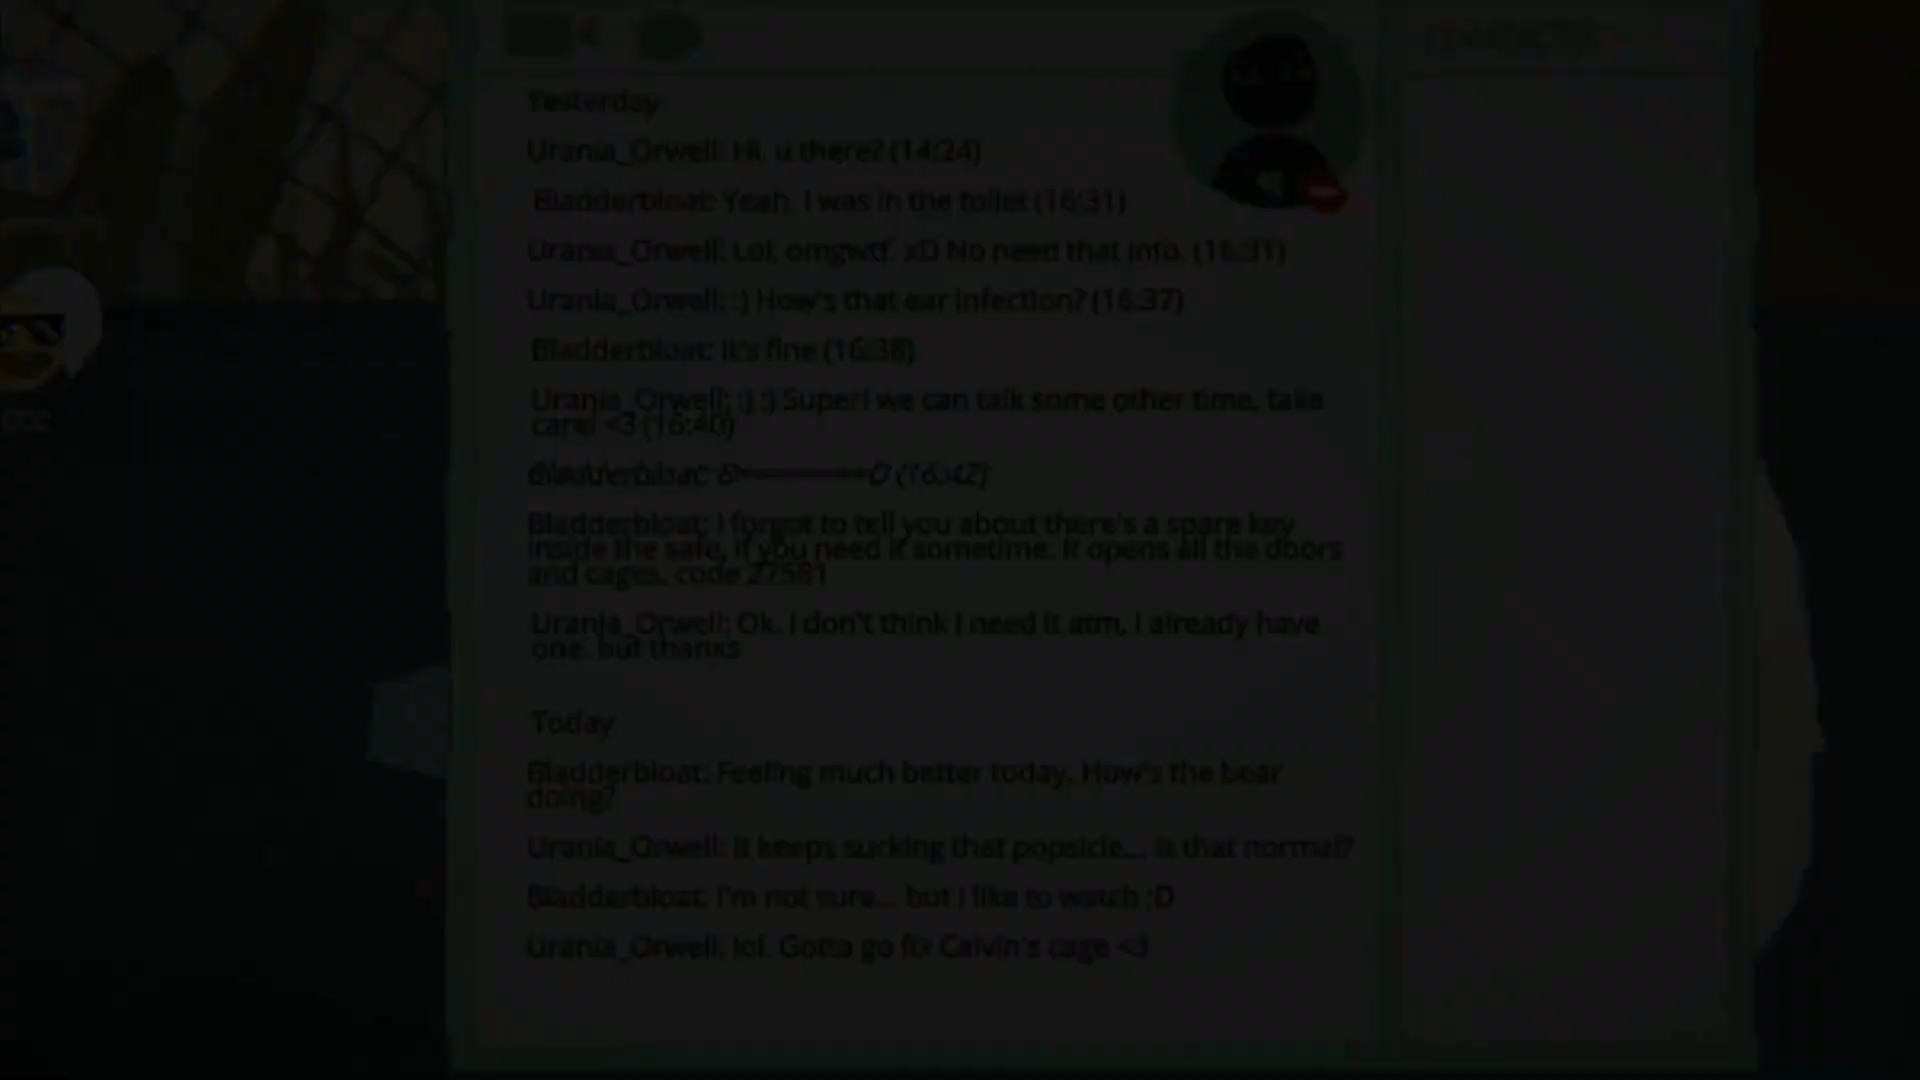 Yesterday
Urania_Orwell: Hi, u there? (14:24)
Bladderbloat: Yeah. I was in the toilet (16:31)
Urania_Orwell: Lol, omgwtf. xD No need that info. (16:31)
Urania_Orwell: :) How's that ear infection? (16:37)
Bladderbloat: It's fine (16:38)
Urania_Orwell: :) :) Super! we can talk some other time, take
care! <3 (16:40)
Bladderbloat: 8=======D (16:42)
Bladderbloat: I forgot to tell you about there's a spare key
inside the safe, if you need it sometime. It opens all the doors
and cages. code 27581
Urania_Orwell: Ok. I don't think I need it atm, I already have
one. but thanks
Today
Bladderbloat: Feeling much better today. How's the bear
doing?
Urania_Orwell: It keeps sucking that popsicle... Is that normal?
Bladderbloat: I'm not sure... but I like to watch ;D
Urania_Orwell: lol. Gotta go fix Calvin's cage <3